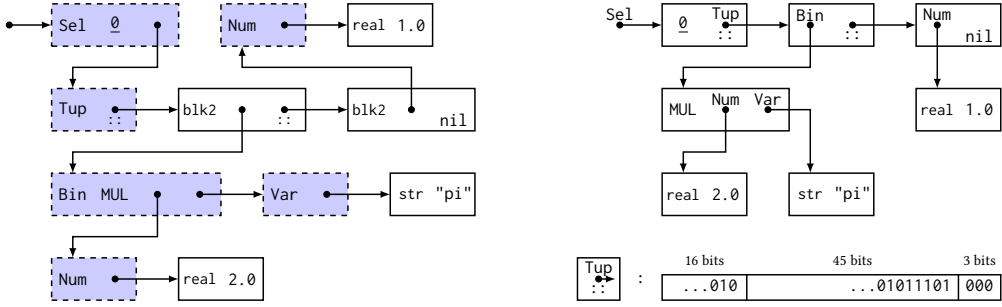 Sel 0
Num
real 1.0
Tup
::
blk2
::
blk2
nil
Bin MUL
Var
str "pi"
Num
real 2.0
Sel
0
Tup
::
Bin
::
Num
nil
MUL
Num
Var
real 1.0
real 2.0
str "pi"
16 bits
45 bits
3 bits
Tup
::
:
...010
...01011101
000